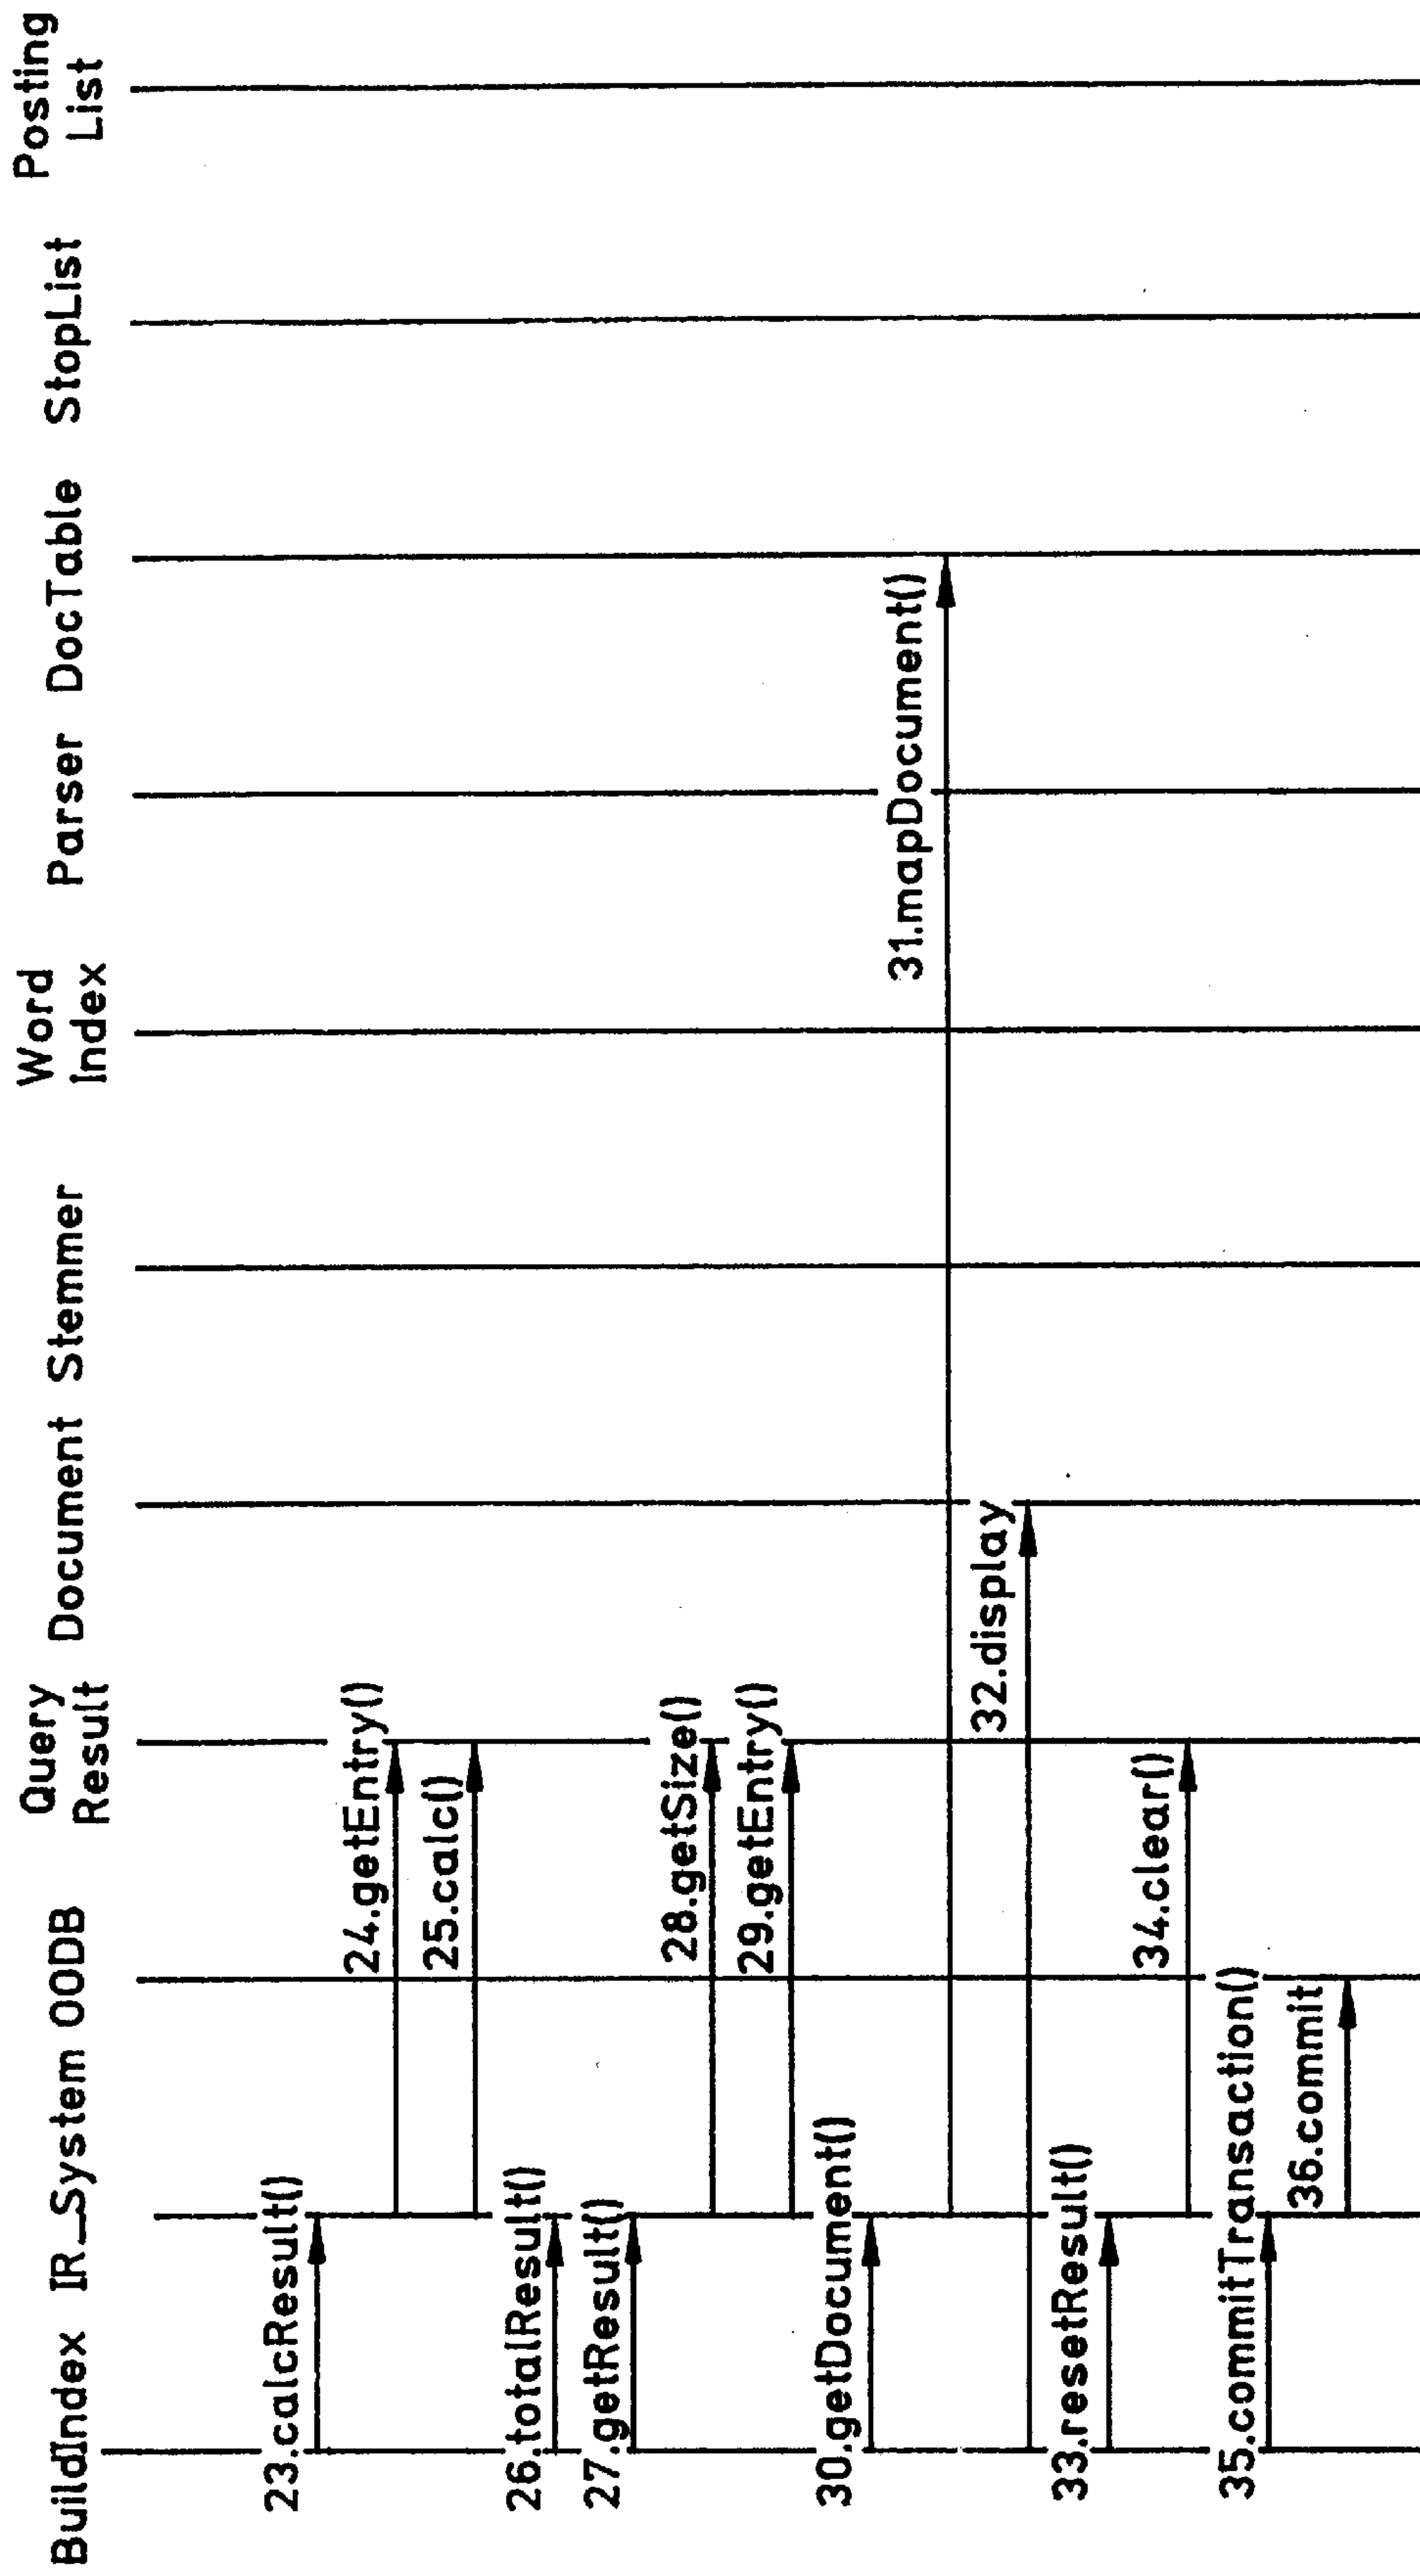 BuildIndex IR_System OODB Query Result Document Stemmer Word Index Parser DocTable StopList Posting List
23.calcResult()
24.getEntry()
25.calc()
26.totalResult()
27.getResult()
28.getSize()
29.getEntry()
30.getDocument()
31.mapDocument()
32.display
33.resetResult()
34.clear()
35.commitTransaction()
36.commit